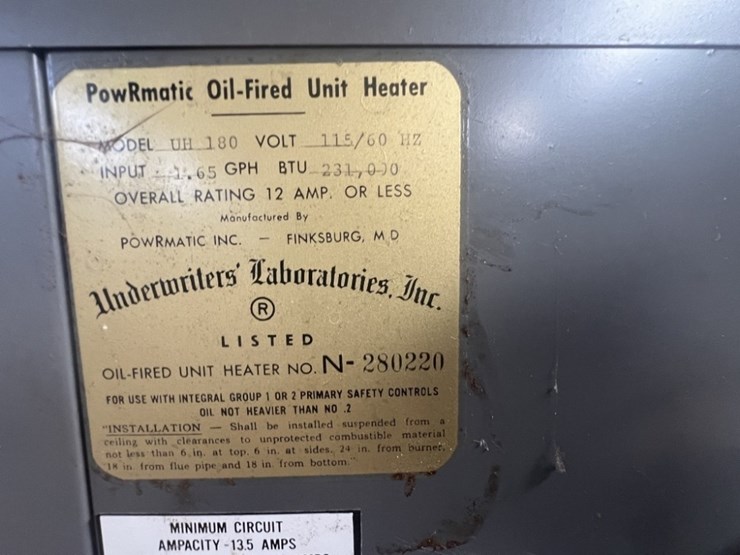 PowRmatic Oil-Fired Unit Heater
MODEL UH 180 VOLT 115/60 HZ
INPUT 1.65 GPH BTU 231,000
OVERALL RATING 12 AMP. OR LESS
Manufactured By
POWRMATIC INC. — FINKSBURG, M D
Underwriters' Laboratories, Inc.
®
LISTED
OIL-FIRED UNIT HEATER NO. N- 280220
FOR USE WITH INTEGRAL GROUP 1 OR 2 PRIMARY SAFETY CONTROLS
OIL NOT HEAVIER THAN NO .2
"INSTALLATION — Shall be installed suspended from a
ceiling with clearances to unprotected combustible material
not less than 6 in. at top, 6 in. at sides, 24 in. from burner,
18 in. from flue pipe and 18 in. from bottom."
MINIMUM CIRCUIT
AMPACITY - 13.5 AMPS